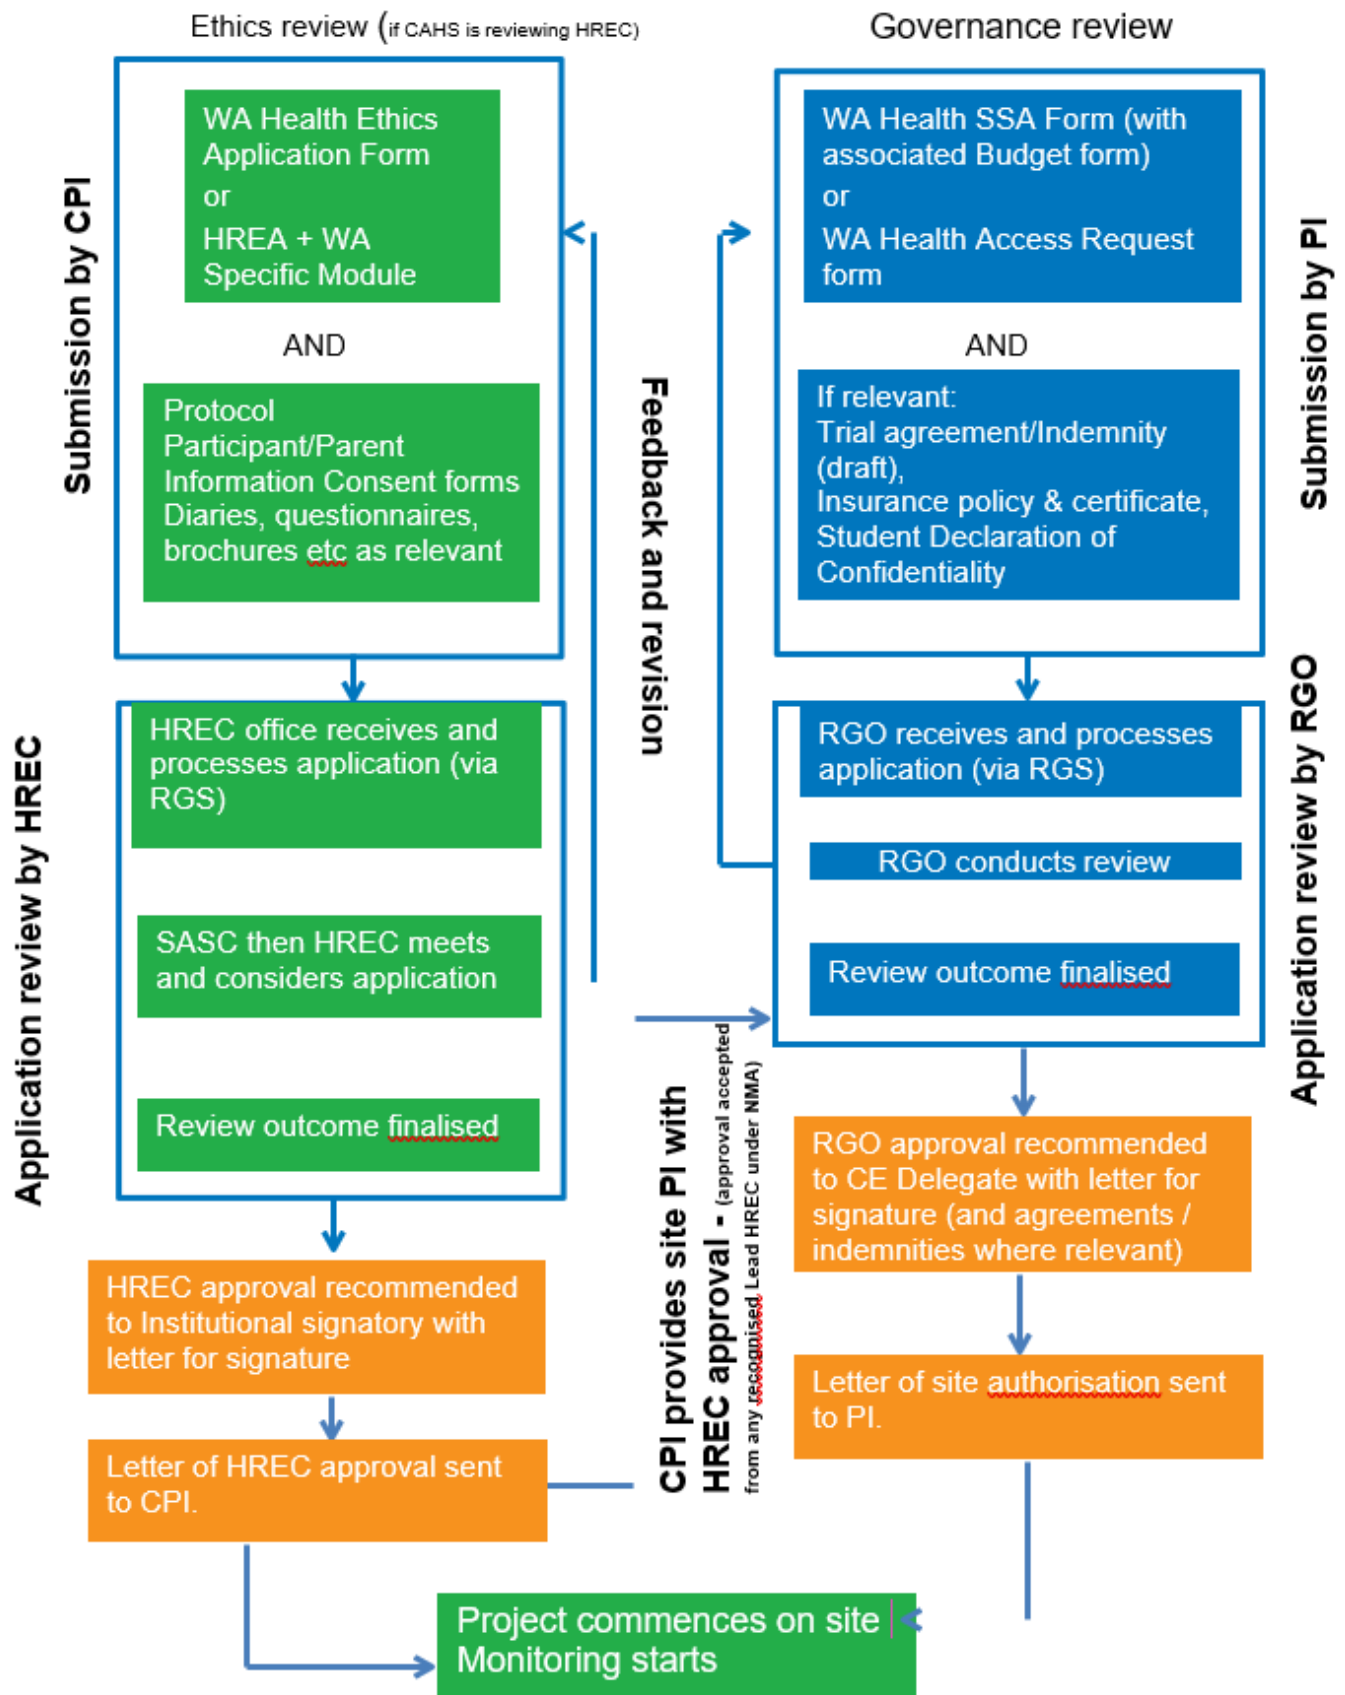 Ethics review (if CAHS is reviewing HREC)
Submission by CPI
WA Health Ethics
Application Form
or
HREA + WA
Specific Module
AND
Protocol
Participant/Parent
Information Consent forms
Diaries, questionnaires,
brochures etc as relevant
Application review by HREC
HREC office receives and
processes application (via
RGS)
SASC then HREC meets
and considers application
Review outcome finalised
HREC approval recommended
to Institutional signatory with
letter for signature
Letter of HREC approval sent
to CPI.
Feedback and revision
CPI provides site PI with
HREC approval - (approval accepted
from any recognised Lead HREC under NMA)
Governance review
Submission by PI
WA Health SSA Form (with
associated Budget form)
or
WA Health Access Request
form
AND
If relevant:
Trial agreement/Indemnity
(draft),
Insurance policy & certificate,
Student Declaration of
Confidentiality
Application review by RGO
RGO receives and processes
application (via RGS)
RGO conducts review
Review outcome finalised
RGO approval recommended
to CE Delegate with letter for
signature (and agreements /
indemnities where relevant)
Letter of site authorisation sent
to PI.
Project commences on site
Monitoring starts